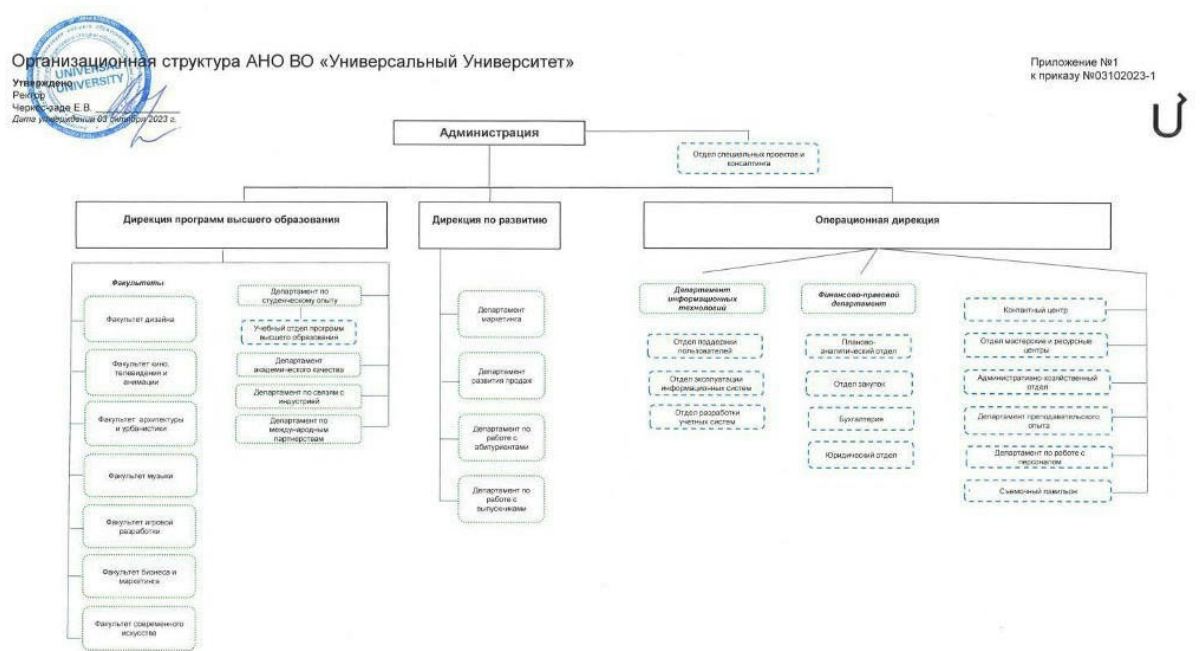 Организационная структура АНО ВО «Универсальный Университет»
Утверждено
Ректор
Черкес-заде Е.В.
Дата утверждения 03 октября 2023 г.
UNIVERSAL
UNIVERSITY
Приложение №1
к приказу №03102023-1
Администрация
Отдел специальных проектов и
консалтинга
Дирекция программ высшего образования
Дирекция по развитию
Операционная дирекция
Факультеты
Факультет дизайна
Факультет кино,
телевидения и
анимации
Факультет архитектуры
и урбанистики
Факультет музыки
Факультет игровой
разработки
Факультет бизнеса и
маркетинга
Факультет современного
искусства
Департамент по
студенческому опыту
Учебный отдел программ
высшего образования
Департамент
академического качества
Департамент по связям с
индустрией
Департамент по
международным
партнерствам
Департамент
маркетинга
Департамент
развития продаж
Департамент по
работе с
абитуриентами
Департамент по
работе с
выпускниками
Департамент
информационных
технологий
Отдел поддержки
пользователей
Отдел эксплуатации
информационных систем
Отдел разработки
учетных систем
Финансово-правовой
департамент
Планово-
аналитический отдел
Отдел закупок
Бухгалтерия
Юридический отдел
Контактный центр
Отдел мастерские и ресурсные
центры
Административно-хозяйственный
отдел
Департамент преподавательского
опыта
Департамент по работе с
персоналом
Съемочный павильон